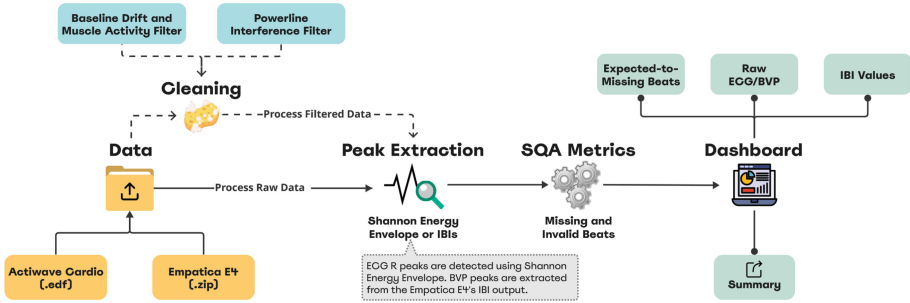 Baseline Drift and
Muscle Activity Filter
Powerline
Interference Filter
Cleaning
Process Filtered Data
Expected-to-
Missing Beats
Raw
ECG/BVP
IBI Values
Data
Peak Extraction
SQA Metrics
Dashboard
Process Raw Data
Shannon Energy
Envelope or IBIs
Missing and
Invalid Beats
Actiwave Cardio
(.edf)
Empatica E4
(.zip)
ECG R peaks are detected using Shannon
Energy Envelope. BVP peaks are extracted
from the Empatica E4's IBI output.
Summary